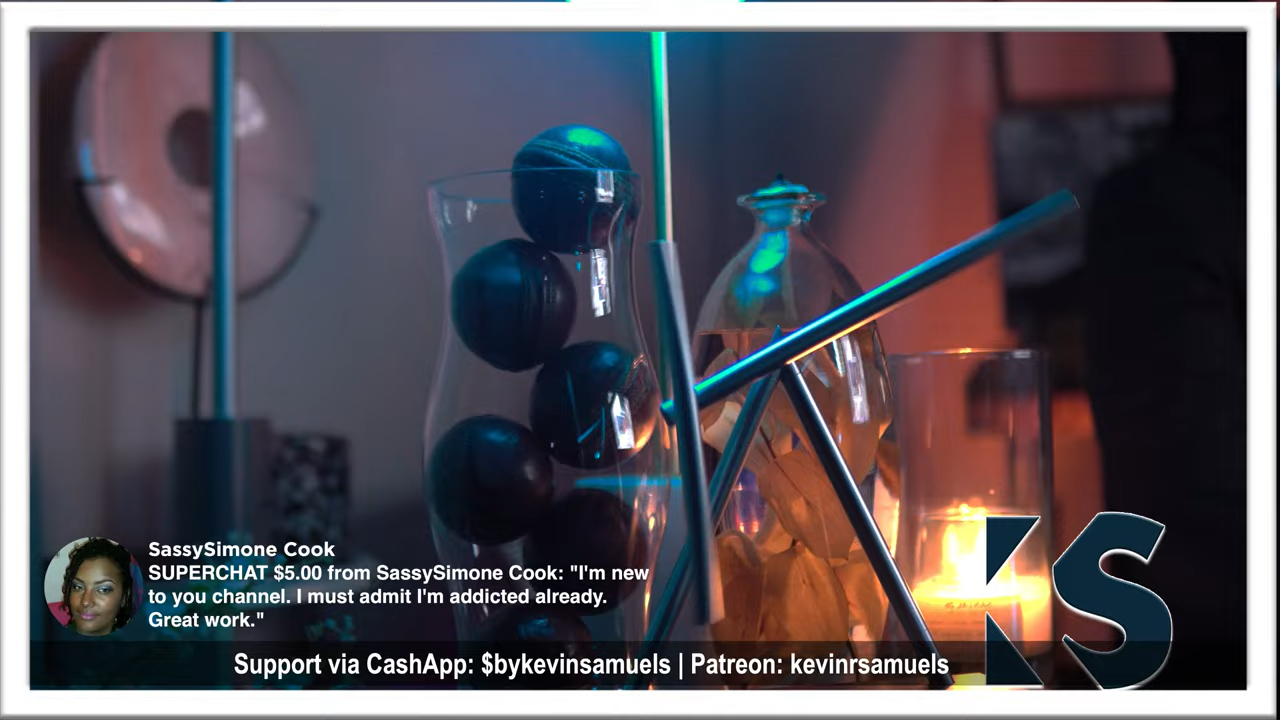 SassySimone Cook
SUPERCHAT $5.00 from SassySimone Cook: "I'm new
to you channel. I must admit I'm addicted already.
Great work."
Support via CashApp: $bykevinsamuels | Patreon: kevinrsamuels
KS